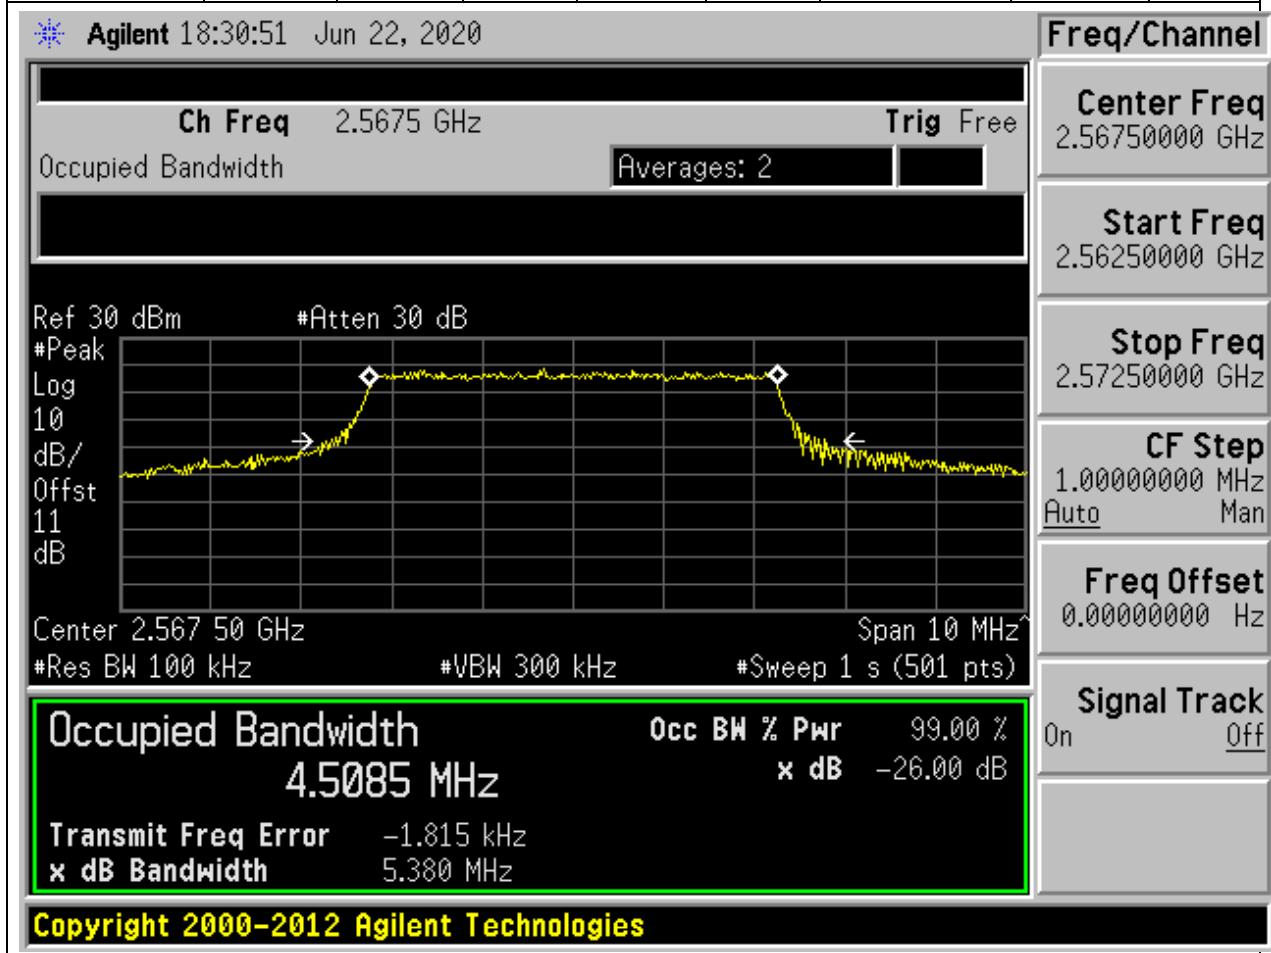 Agilent 18:30:51 Jun 22, 2020
Freq/Channel
Ch Freq 2.5675 GHz Trig Free
Occupied Bandwidth Averages: 2
Ref 30 dBm #Atten 30 dB
#Peak
Log
10
dB/
Offst
11
dB
Center 2.567 50 GHz Span 10 MHz^
#Res BW 100 kHz #VBW 300 kHz #Sweep 1 s (501 pts)
Occupied Bandwidth
4.5085 MHz
Occ BW % Pwr 99.00 %
x dB -26.00 dB
Transmit Freq Error -1.815 kHz
x dB Bandwidth 5.380 MHz
Copyright 2000-2012 Agilent Technologies
Center Freq
2.56750000 GHz
Start Freq
2.56250000 GHz
Stop Freq
2.57250000 GHz
CF Step
1.00000000 MHz
Auto Man
Freq Offset
0.00000000 Hz
Signal Track
On Off